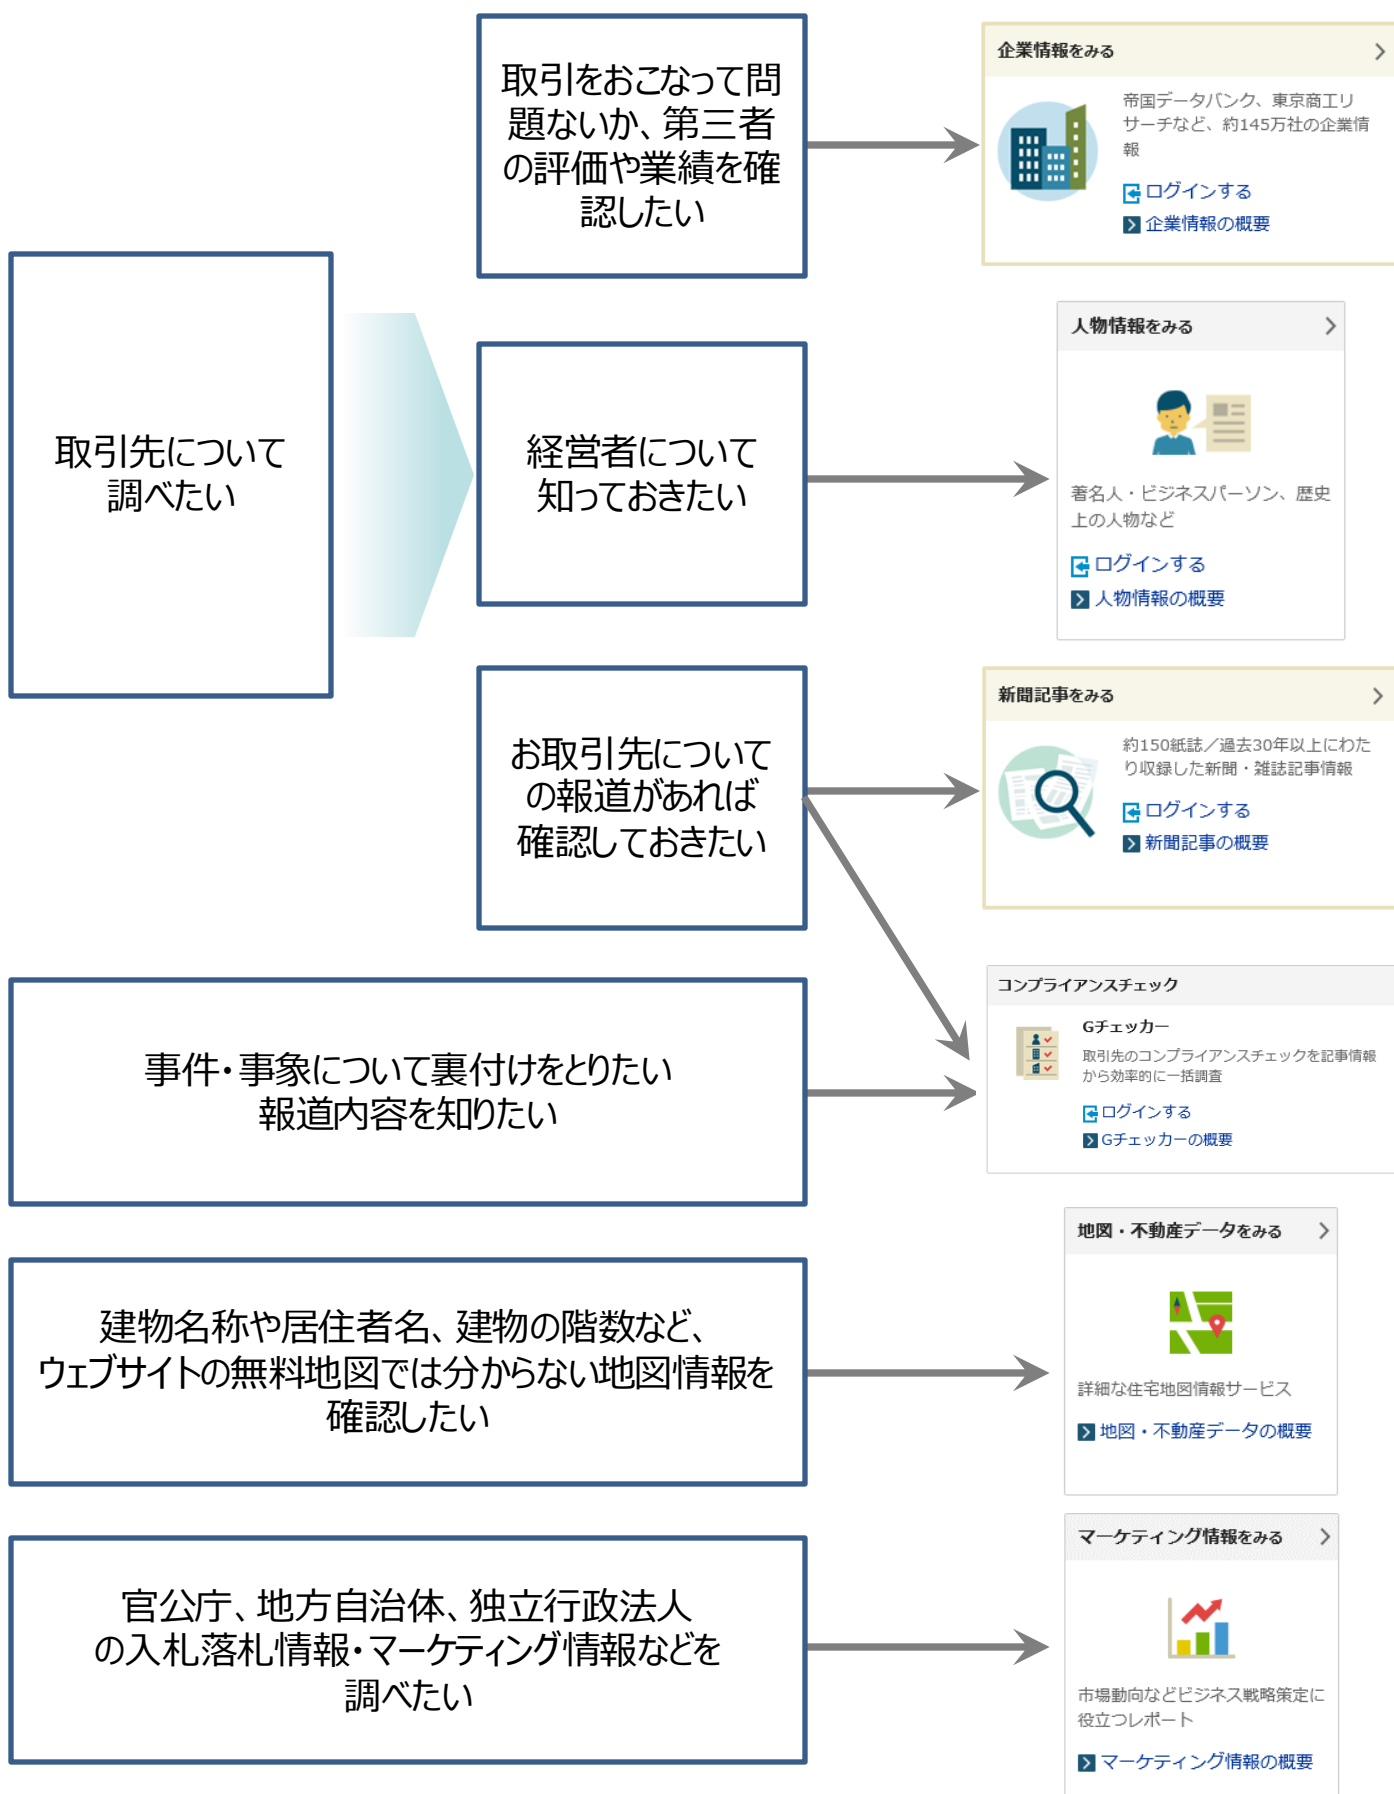 取引をおこなって問
題ないか、第三者
の評価や業績を確
認したい
企業情報をみる
帝国データバンク、東京商工リ
サーチなど、約145万社の企業情
報
ログインする
企業情報の概要
取引先について
調べたい
経営者について
知っておきたい
人物情報をみる
著名人・ビジネスパーソン、歴史
上の人物など
ログインする
人物情報の概要
お取引先について
の報道があれば
確認しておきたい
新聞記事をみる
約150紙誌／過去30年以上にわた
り収録した新聞・雑誌記事情報
ログインする
新聞記事の概要
事件・事象について裏付けをとりたい
報道内容を知りたい
コンプライアンスチェック
Gチェッカー
取引先のコンプライアンスチェックを記事情報
から効率的に一括調査
ログインする
Gチェッカーの概要
建物名称や居住者名、建物の階数など、
ウェブサイトの無料地図では分からない地図情報を
確認したい
地図・不動産データをみる
詳細な住宅地図情報サービス
地図・不動産データの概要
官公庁、地方自治体、独立行政法人
の入札落札情報・マーケティング情報などを
調べたい
マーケティング情報をみる
市場動向などビジネス戦略策定に
役立つレポート
マーケティング情報の概要